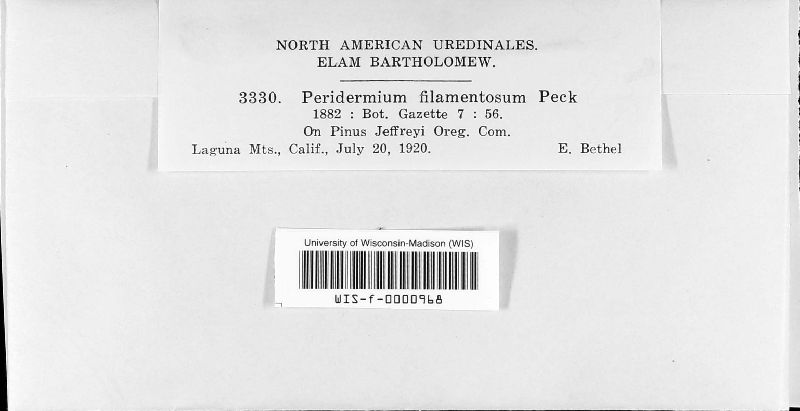 NORTH AMERICAN UREDINALES.
ELAM BARTHOLOMEW.
3330. Peridermium filamentosum Peck
1882 : Bot. Gazette 7 : 56.
On Pinus Jeffreyi Oreg. Com.
Laguna Mts., Calif., July 20, 1920. E. Bethel
University of Wisconsin-Madison (WIS)
WIS-f-0000968